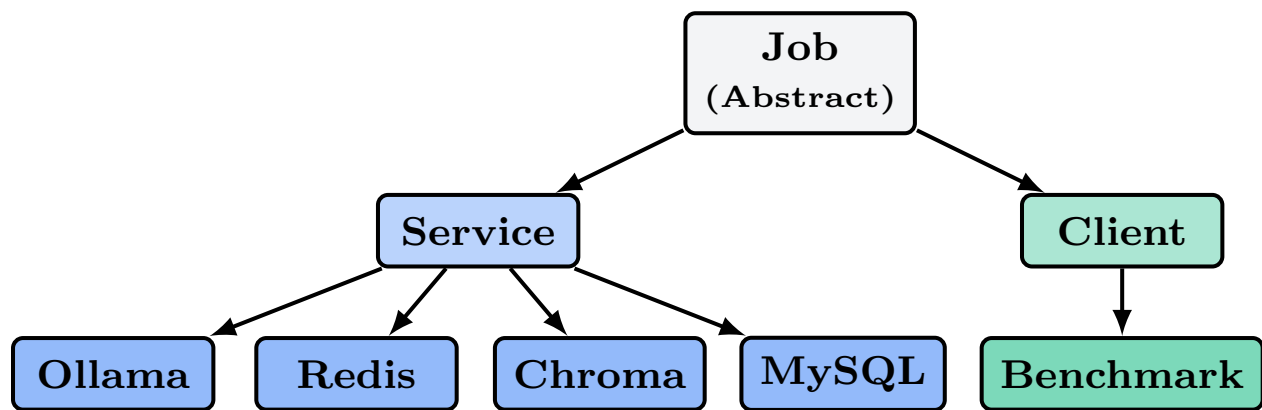 Job
(Abstract)
Service
Client
Ollama
Redis
Chroma
MySQL
Benchmark